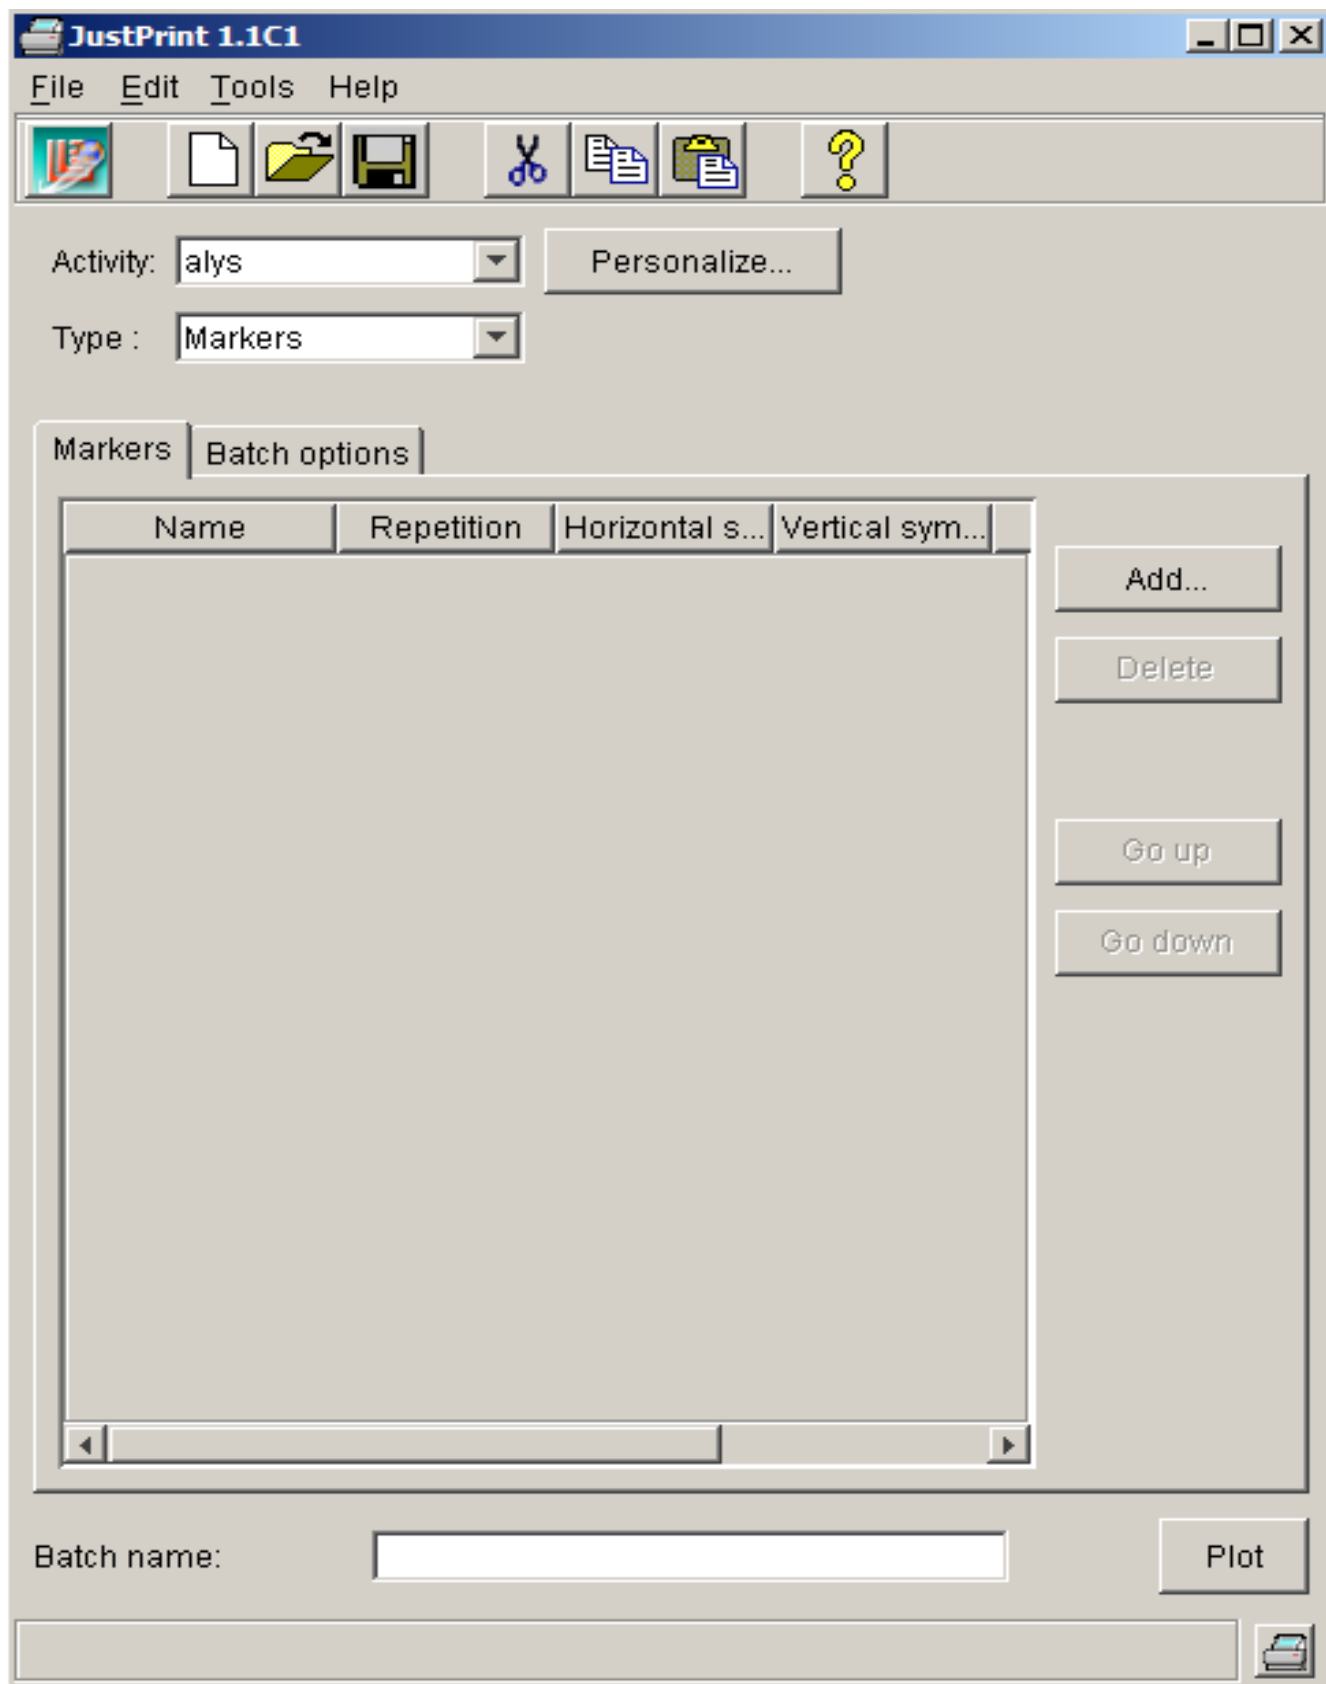 JustPrint 1.1C1
File Edit Tools Help
Activity: alys Personalize...
Type : Markers
Markers Batch options
Name Repetition Horizontal s... Vertical sym...
Add...
Delete
Go up
Go down
Batch name: Plot